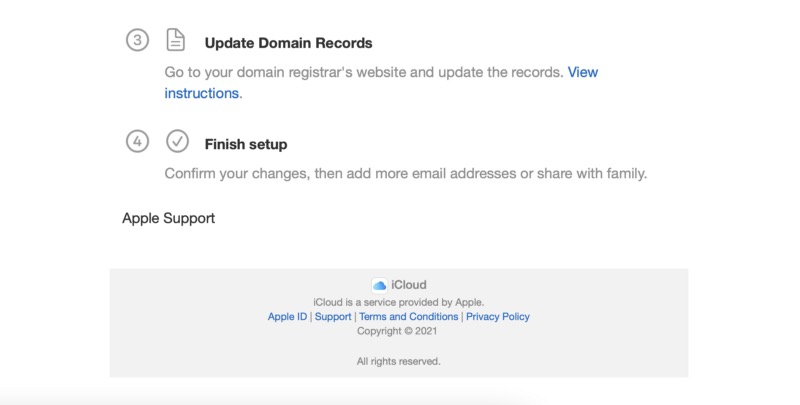 3 Update Domain Records
Go to your domain registrar's website and update the records. View
instructions.
4 Finish setup
Confirm your changes, then add more email addresses or share with family.
Apple Support
iCloud
iCloud is a service provided by Apple.
Apple ID | Support | Terms and Conditions | Privacy Policy
Copyright © 2021
All rights reserved.